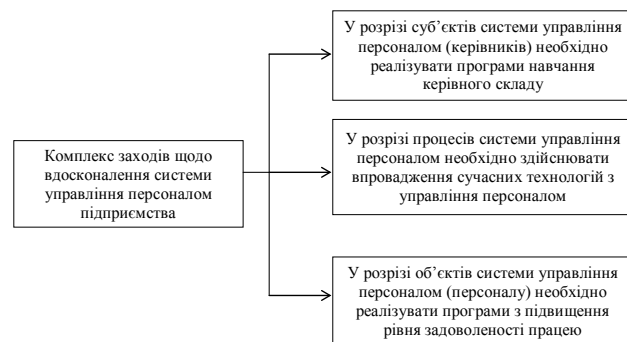 У розрізі суб’єктів системи управління
персоналом (керівників) необхідно
реалізувати програми навчання
керівного складу
Комплекс заходів щодо
вдосконалення системи
управління персоналом
підприємства
У розрізі процесів системи управління
персоналом необхідно здійснювати
впровадження сучасних технологій з
управління персоналом
У розрізі об’єктів системи управління
персоналом (персоналу) необхідно
реалізувати програми з підвищення
рівня задоволеності працею